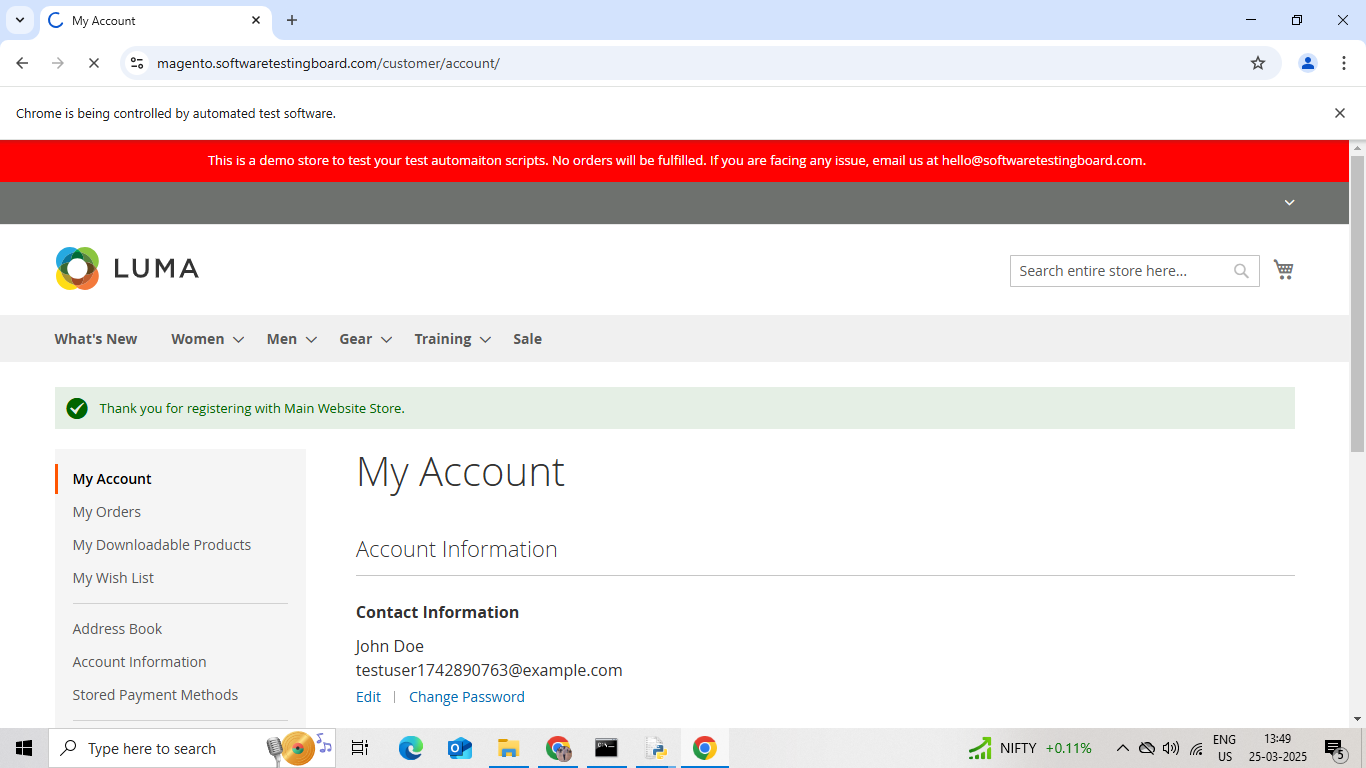 My Account
magento.softwaretestingboard.com/customer/account/
Chrome is being controlled by automated test software.
This is a demo store to test your test automaiton scripts. No orders will be fulfilled. If you are facing any issue, email us at hello@softwaretestingboard.com.
LUMA
Search entire store here...
What's New Women Men Gear Training Sale
Thank you for registering with Main Website Store.
My Account
My Orders
My Downloadable Products
My Wish List
Address Book
Account Information
Stored Payment Methods
My Account
Account Information
Contact Information
John Doe
testuser1742890763@example.com
Edit | Change Password
Type here to search
NIFTY +0.11%
ENG
US
13:49
25-03-2025
5